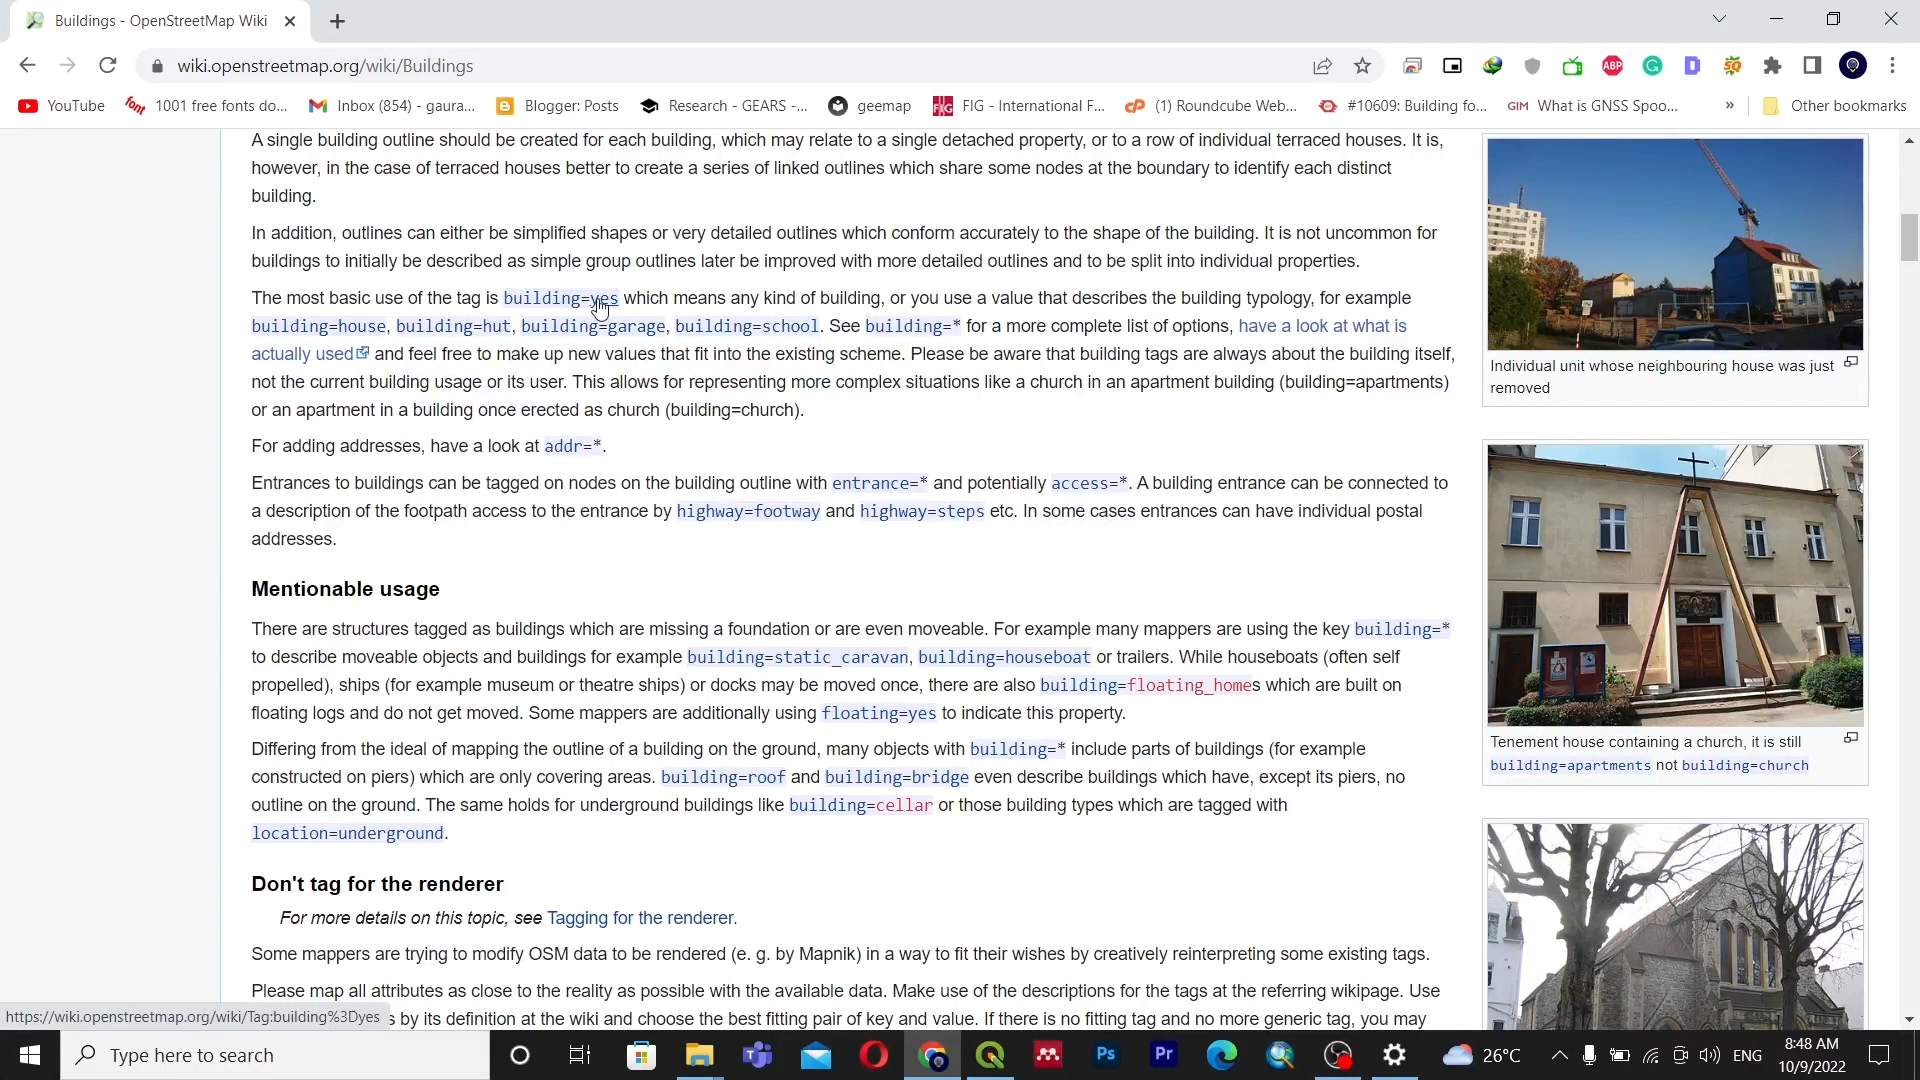 Buildings - OpenStreetMap Wiki
wiki.openstreetmap.org/wiki/Buildings
YouTube
1001 free fonts do...
Inbox (854) - gaura...
Blogger: Posts
Research - GEARS -...
geemap
FIG - International F...
(1) Roundcube Web...
#10609: Building fo...
What is GNSS Spoo...
»
Other bookmarks
A single building outline should be created for each building, which may relate to a single detached property, or to a row of individual terraced houses. It is,
however, in the case of terraced houses better to create a series of linked outlines which share some nodes at the boundary to identify each distinct
building.
In addition, outlines can either be simplified shapes or very detailed outlines which conform accurately to the shape of the building. It is not uncommon for
buildings to initially be described as simple group outlines later be improved with more detailed outlines and to be split into individual properties.
The most basic use of the tag is building=yes which means any kind of building, or you use a value that describes the building typology, for example
building=house, building=hut, building=garage, building=school. See building=* for a more complete list of options, have a look at what is
actually used and feel free to make up new values that fit into the existing scheme. Please be aware that building tags are always about the building itself,
not the current building usage or its user. This allows for representing more complex situations like a church in an apartment building (building=apartments)
or an apartment in a building once erected as church (building=church).
For adding addresses, have a look at addr=*.
Entrances to buildings can be tagged on nodes on the building outline with entrance=* and potentially access=*. A building entrance can be connected to
a description of the footpath access to the entrance by highway=footway and highway=steps etc. In some cases entrances can have individual postal
addresses.
Mentionable usage
There are structures tagged as buildings which are missing a foundation or are even moveable. For example many mappers are using the key building=*
to describe moveable objects and buildings for example building=static_caravan, building=houseboat or trailers. While houseboats (often self
propelled), ships (for example museum or theatre ships) or docks may be moved once, there are also building=floating_homes which are built on
floating logs and do not get moved. Some mappers are additionally using floating=yes to indicate this property.
Differing from the ideal of mapping the outline of a building on the ground, many objects with building=* include parts of buildings (for example
constructed on piers) which are only covering areas. building=roof and building=bridge even describe buildings which have, except its piers, no
outline on the ground. The same holds for underground buildings like building=cellar or those building types which are tagged with
location=underground.
Don't tag for the renderer
For more details on this topic, see Tagging for the renderer.
Some mappers are trying to modify OSM data to be rendered (e. g. by Mapnik) in a way to fit their wishes by creatively reinterpreting some existing tags.
Please map all attributes as close to the reality as possible with the available data. Make use of the descriptions for the tags at the referring wikipage. Use
s by its definition at the wiki and choose the best fitting pair of key and value. If there is no fitting tag and no more generic tag, you may
Individual unit whose neighbouring house was just
removed
Tenement house containing a church, it is still
building=apartments not building=church
https://wiki.openstreetmap.org/wiki/Tag:building%3Dyes
Type here to search
26°C
ENG
8:48 AM
10/9/2022
ABP
GIM
FIG
font
Ps
Pr